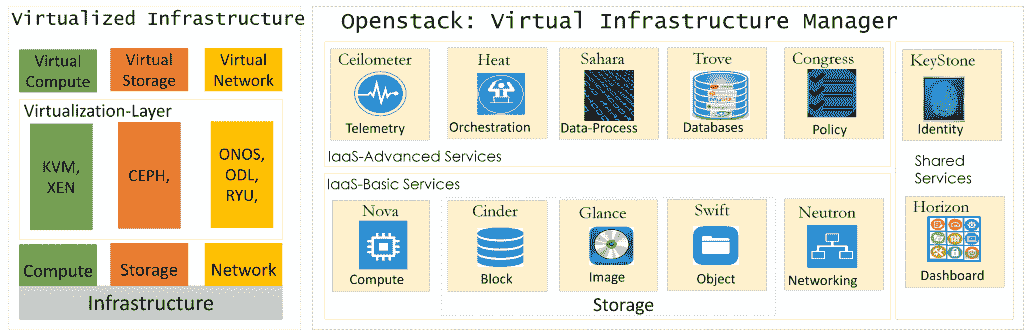 Virtualized Infrastructure
Virtual
Compute
Virtual
Storage
Virtual
Network
Virtualization-Layer
KVM,
XEN
CEPH,
ONOS,
ODL,
RYU,
Compute
Storage
Network
Infrastructure
Openstack: Virtual Infrastructure Manager
Ceilometer
Telemetry
Heat
Orchestration
Sahara
Data-Process
Trove
Databases
Congress
Policy
IaaS-Advanced Services
IaaS-Basic Services
Nova
Compute
Cinder
Block
Glance
Image
Swift
Object
Storage
Neutron
Networking
KeyStone
Identity
Shared
Services
Horizon
Dashboard